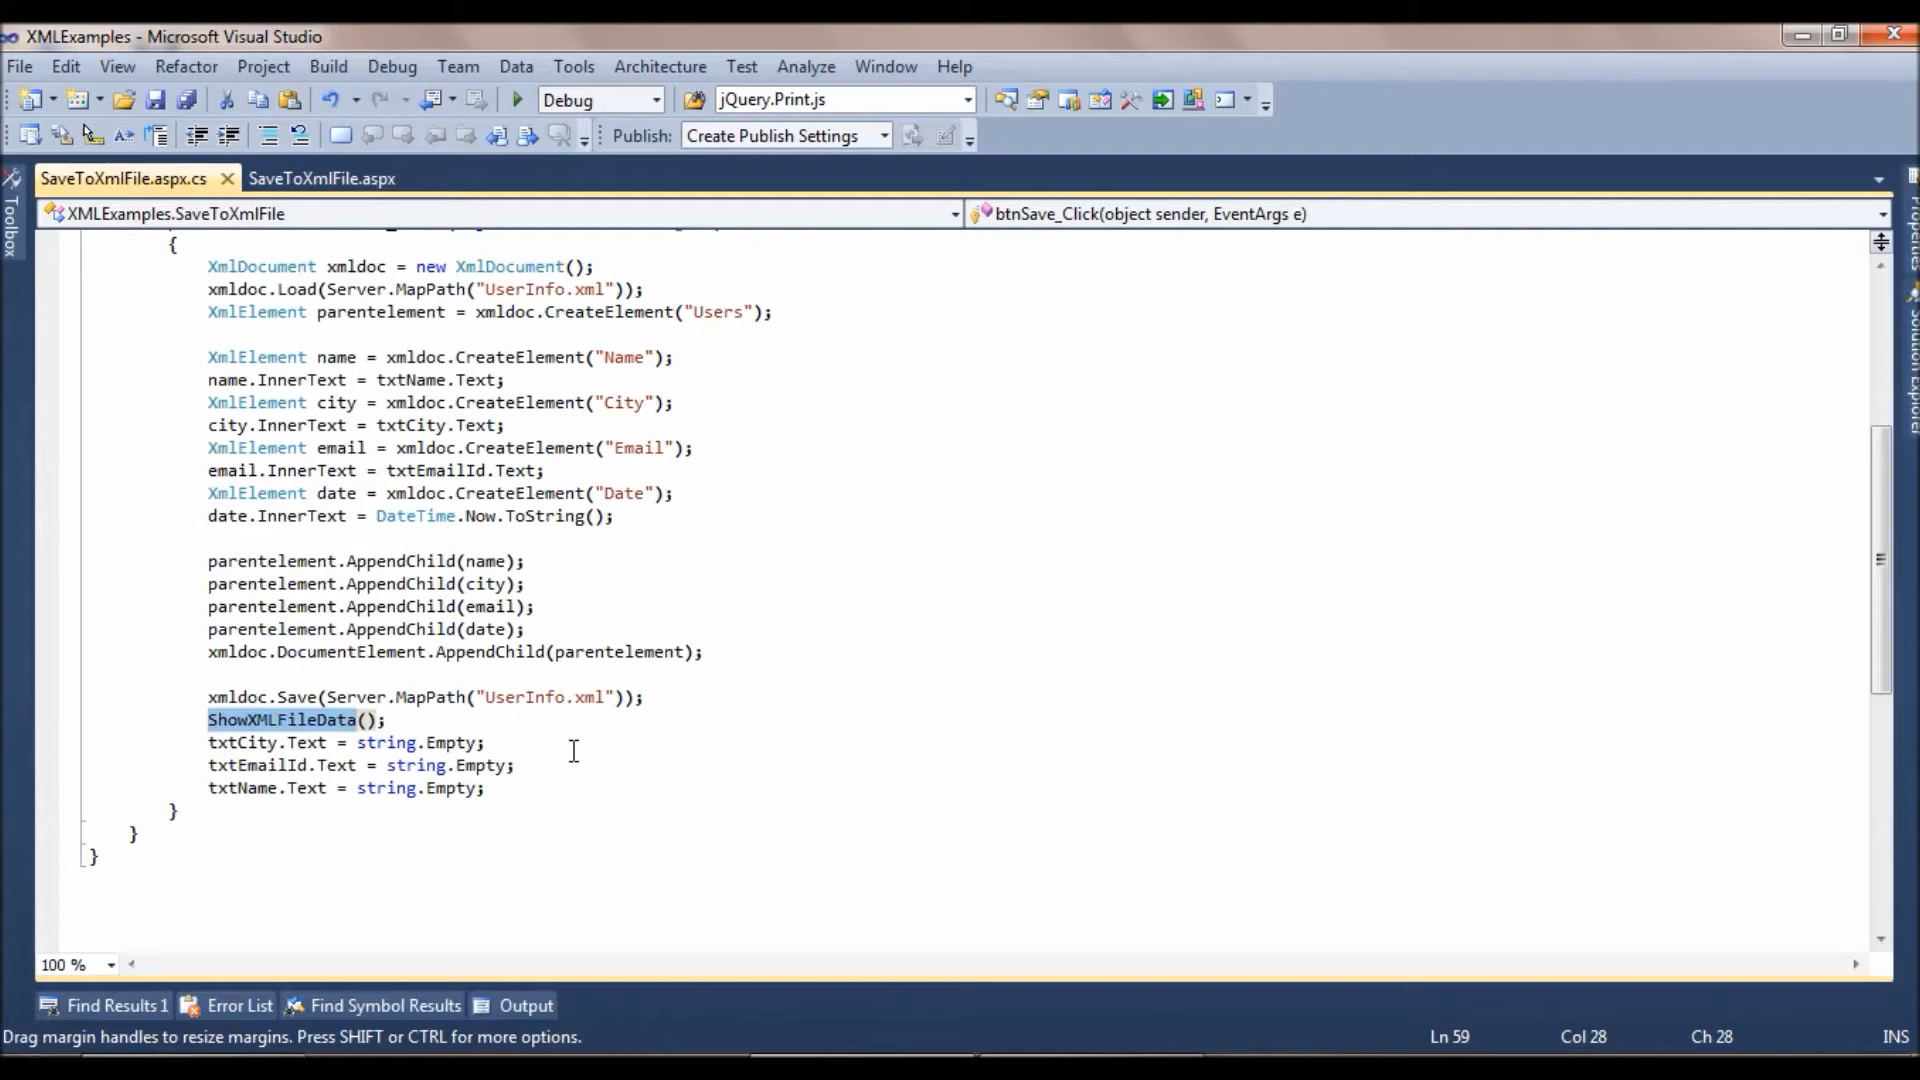 XMLExamples - Microsoft Visual Studio
File Edit View Refactor Project Build Debug Team Data Tools Architecture Test Analyze Window Help
Debug jQuery.Print.js
Publish: Create Publish Settings
SaveToXmlFile.aspx.cs SaveToXmlFile.aspx
XMLExamples.SaveToXmlFile btnSave_Click(object sender, EventArgs e)
Toolbox
Properties
Solution Explorer
{
XmlDocument xmldoc = new XmlDocument();
xmldoc.Load(Server.MapPath("UserInfo.xml"));
XmlElement parentelement = xmldoc.CreateElement("Users");
XmlElement name = xmldoc.CreateElement("Name");
name.InnerText = txtName.Text;
XmlElement city = xmldoc.CreateElement("City");
city.InnerText = txtCity.Text;
XmlElement email = xmldoc.CreateElement("Email");
email.InnerText = txtEmailId.Text;
XmlElement date = xmldoc.CreateElement("Date");
date.InnerText = DateTime.Now.ToString();
parentelement.AppendChild(name);
parentelement.AppendChild(city);
parentelement.AppendChild(email);
parentelement.AppendChild(date);
xmldoc.DocumentElement.AppendChild(parentelement);
xmldoc.Save(Server.MapPath("UserInfo.xml"));
ShowXMLFileData();
txtCity.Text = string.Empty;
txtEmailId.Text = string.Empty;
txtName.Text = string.Empty;
}
}
}
100 %
Find Results 1 Error List Find Symbol Results Output
Drag margin handles to resize margins. Press SHIFT or CTRL for more options. Ln 59 Col 28 Ch 28 INS